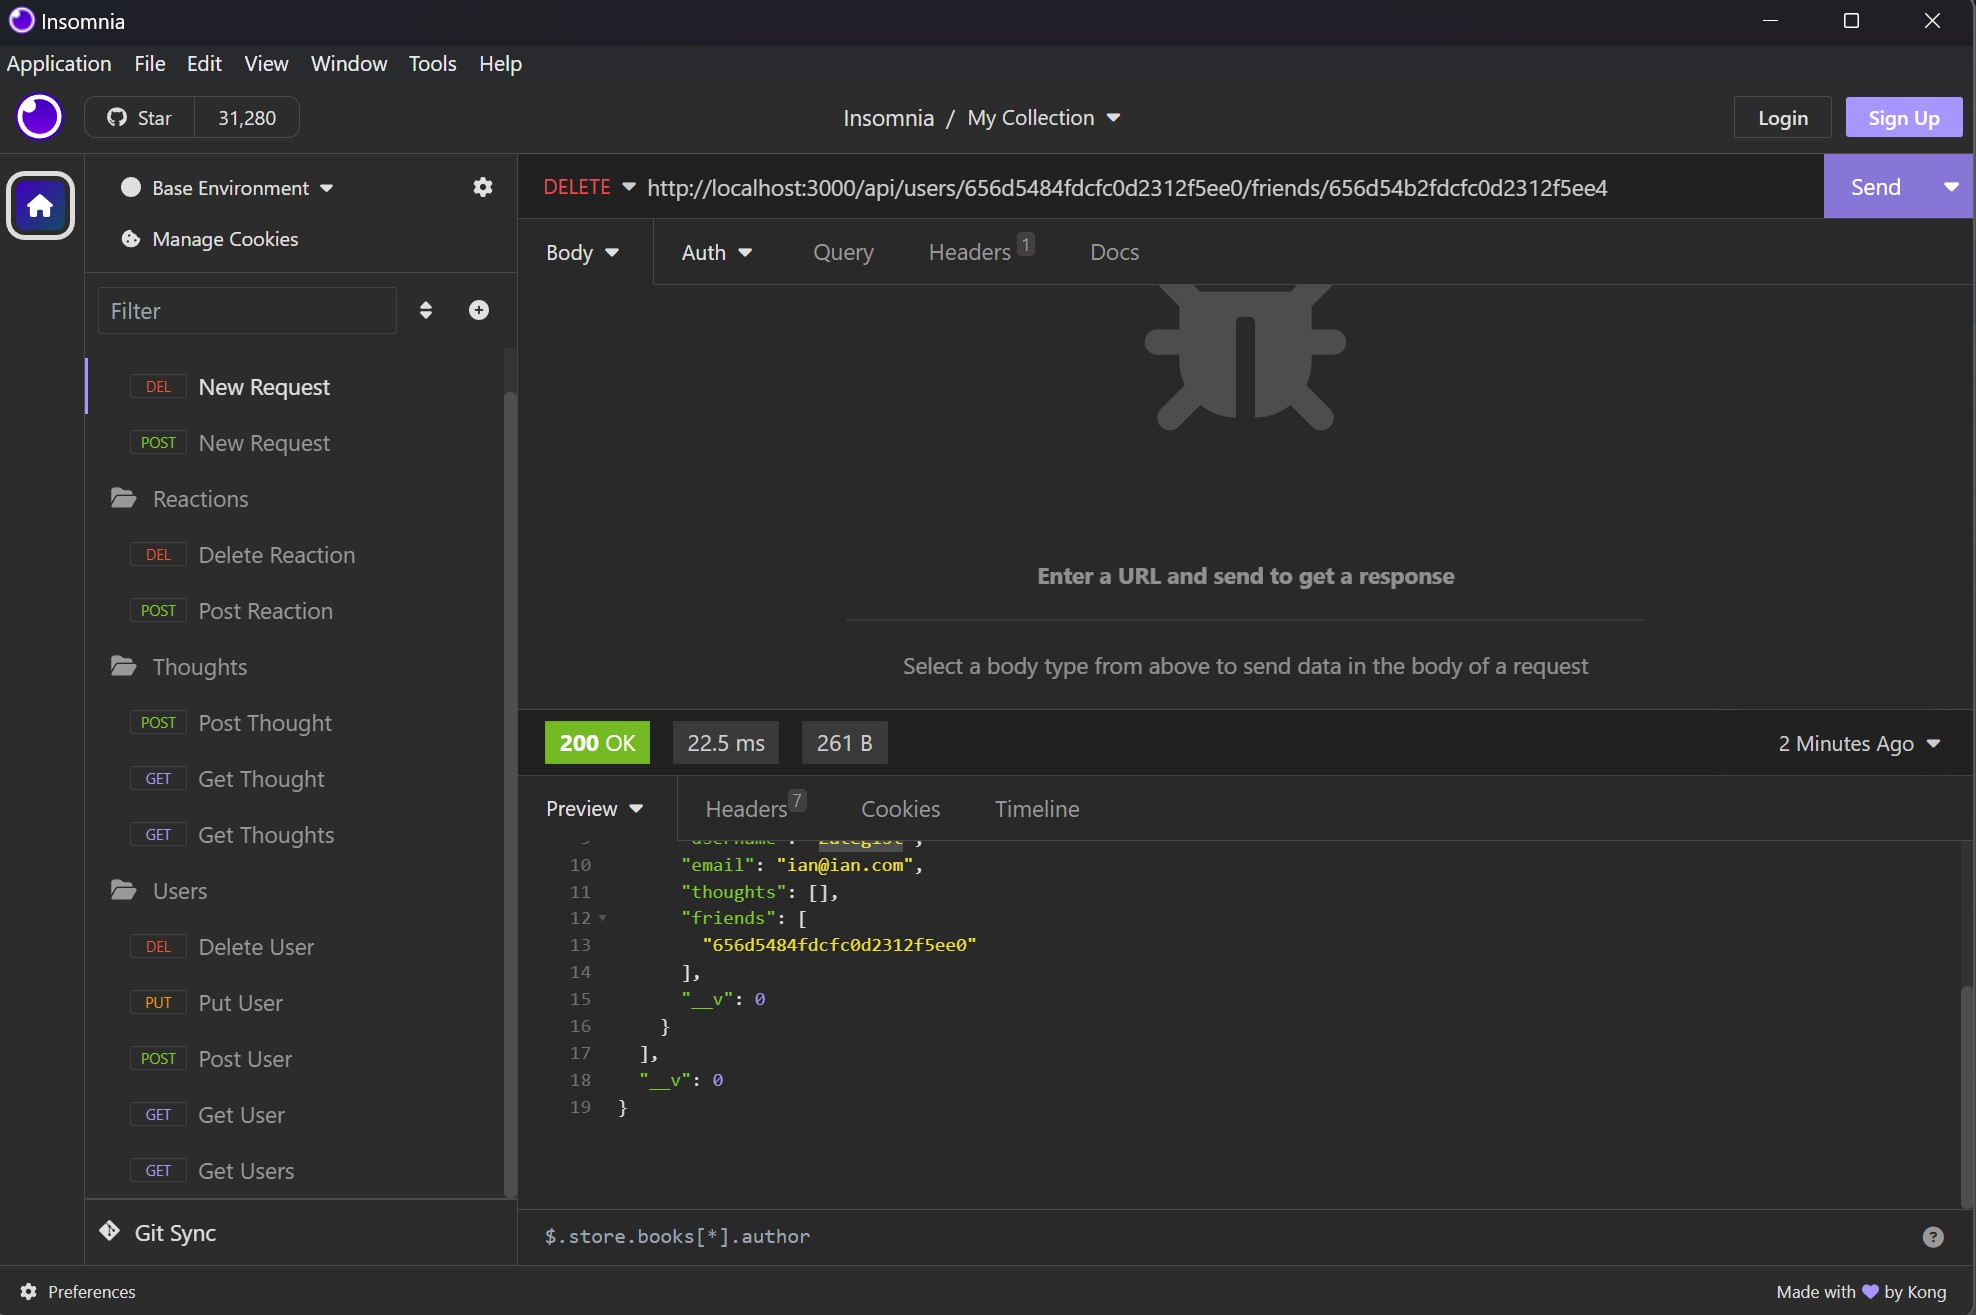 Insomnia
Application File Edit View Window Tools Help
Star 31,280
Insomnia / My Collection
Login Sign Up
Base Environment
Manage Cookies
Filter
DEL New Request
POST New Request
Reactions
DEL Delete Reaction
POST Post Reaction
Thoughts
POST Post Thought
GET Get Thought
GET Get Thoughts
Users
DEL Delete User
PUT Put User
POST Post User
GET Get User
GET Get Users
Git Sync
DELETE http://localhost:3000/api/users/656d5484fdcfc0d2312f5ee0/friends/656d54b2fdcfc0d2312f5ee4
Send
Body Auth Query Headers 1 Docs
Enter a URL and send to get a response
Select a body type from above to send data in the body of a request
200 OK 22.5 ms 261 B 2 Minutes Ago
Preview Headers 7 Cookies Timeline
10 "email": "ian@ian.com",
11 "thoughts": [],
12 "friends": [
13 "656d5484fdcfc0d2312f5ee0"
14 ],
15 "__v": 0
16 }
17 ],
18 "__v": 0
19 }
$.store.books[*].author
?
Preferences
Made with 💜 by Kong